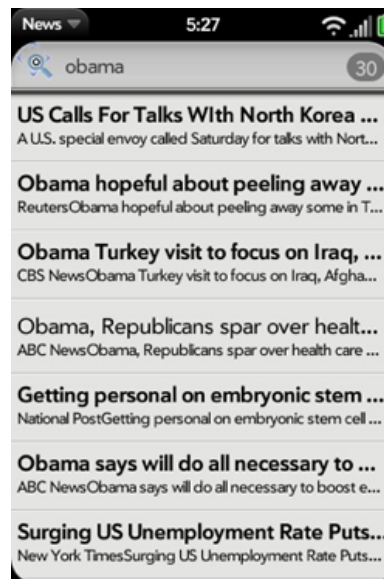 News 5:27
obama 30
US Calls For Talks WIth North Korea ...
A U.S. special envoy called Saturday for talks with Nort...
Obama hopeful about peeling away ...
ReutersObama hopeful about peeling away some in T...
Obama Turkey visit to focus on Iraq, ...
CBS NewsObama Turkey visit to focus on Iraq, Afgha...
Obama, Republicans spar over healt...
ABC NewsObama, Republicans spar over health care ...
Getting personal on embryonic stem ...
National PostGetting personal on embryonic stem cell ...
Obama says will do all necessary to ...
ABC NewsObama says will do all necessary to boost e...
Surging US Unemployment Rate Puts...
New York TimesSurging US Unemployment Rate Puts...